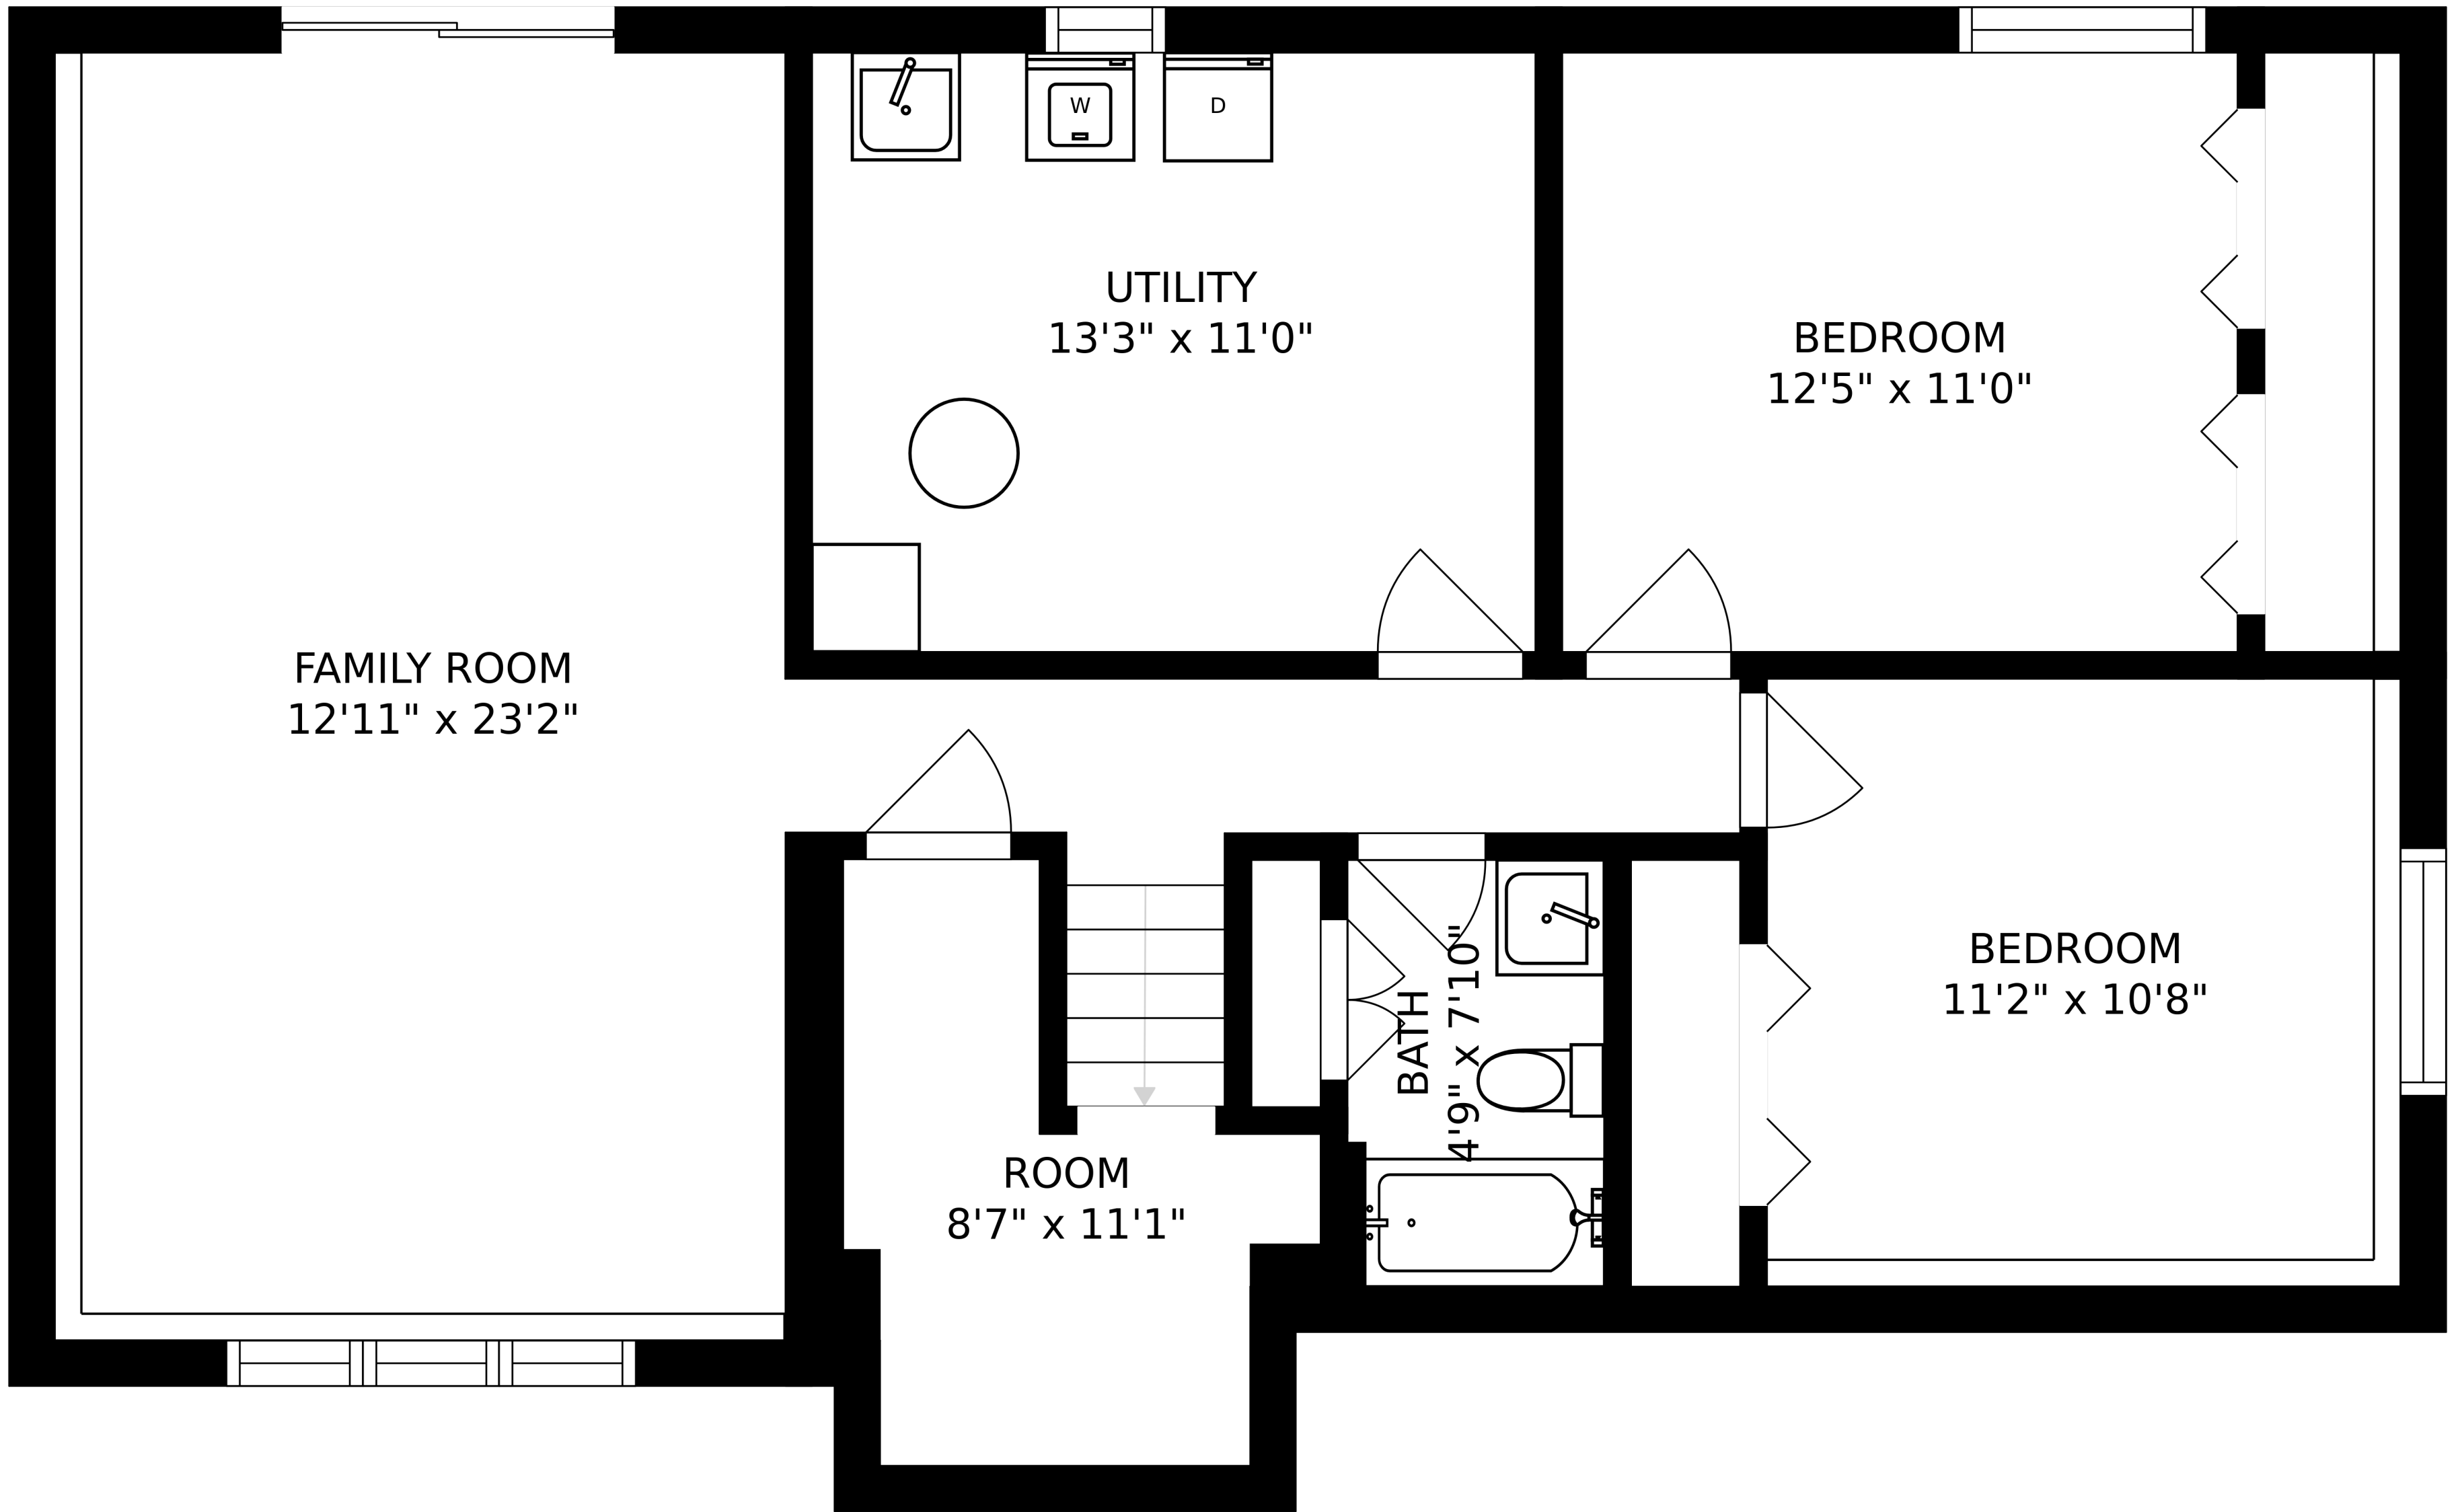 W
D
UTILITY
13'3" x 11'0"
BEDROOM
12'5" x 11'0"
FAMILY ROOM
12'11" x 23'2"
BEDROOM
11'2" x 10'8"
BATH
4'9" x 7'10"
ROOM
8'7" x 11'1"